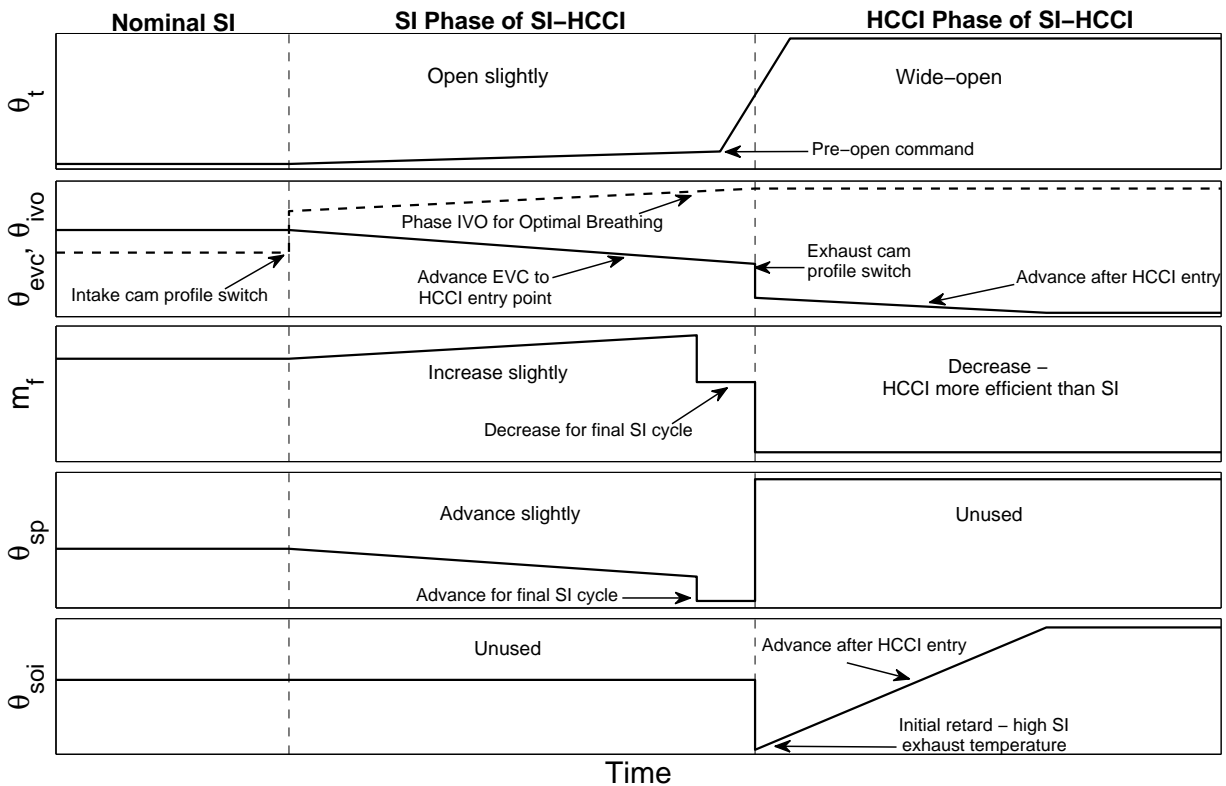 Nominal SI
SI Phase of SI−HCCI
HCCI Phase of SI−HCCI
θt
Open slightly
Wide−open
Pre−open command
θevc, θivo
Phase IVO for Optimal Breathing
Exhaust cam
profile switch
Intake cam profile switch
Advance EVC to
HCCI entry point
Advance after HCCI entry
mf
Increase slightly
Decrease −
HCCI more efficient than SI
Decrease for final SI cycle
θsp
Advance slightly
Unused
Advance for final SI cycle
θsoi
Unused
Advance after HCCI entry
Initial retard − high SI
exhaust temperature
Time